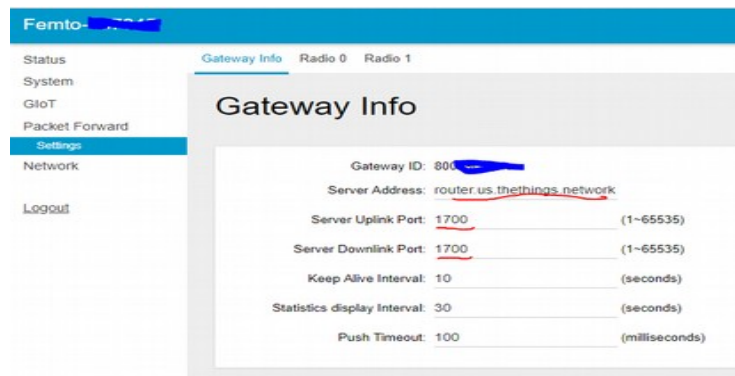 Femto-
Status
System
GIoT
Packet Forward
Settings
Network
Logout
Gateway Info Radio 0 Radio 1
Gateway Info
Gateway ID: 800
Server Address: router.us.thethings.network
Server Uplink Port: 1700 (1~65535)
Server Downlink Port: 1700 (1~65535)
Keep Alive Interval: 10 (seconds)
Statistics display Interval: 30 (seconds)
Push Timeout: 100 (milliseconds)